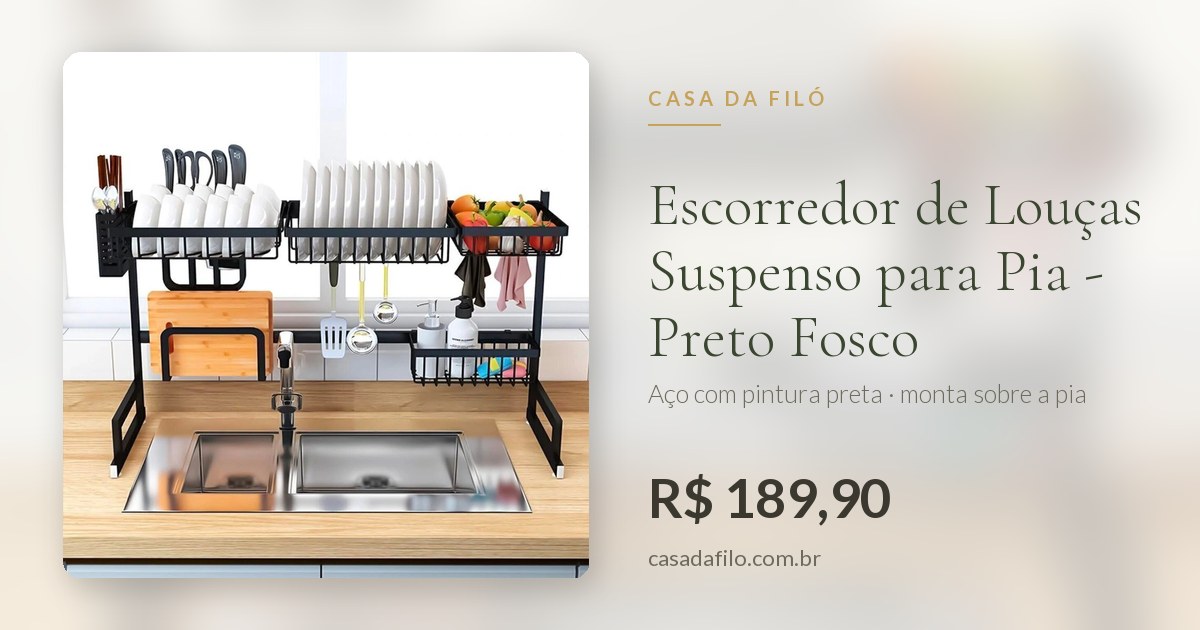 CASA DA FILÓ
Escorredor de Louças
Suspenso para Pia -
Preto Fosco
Aço com pintura preta · monta sobre a pia
R$ 189,90
casadafilo.com.br